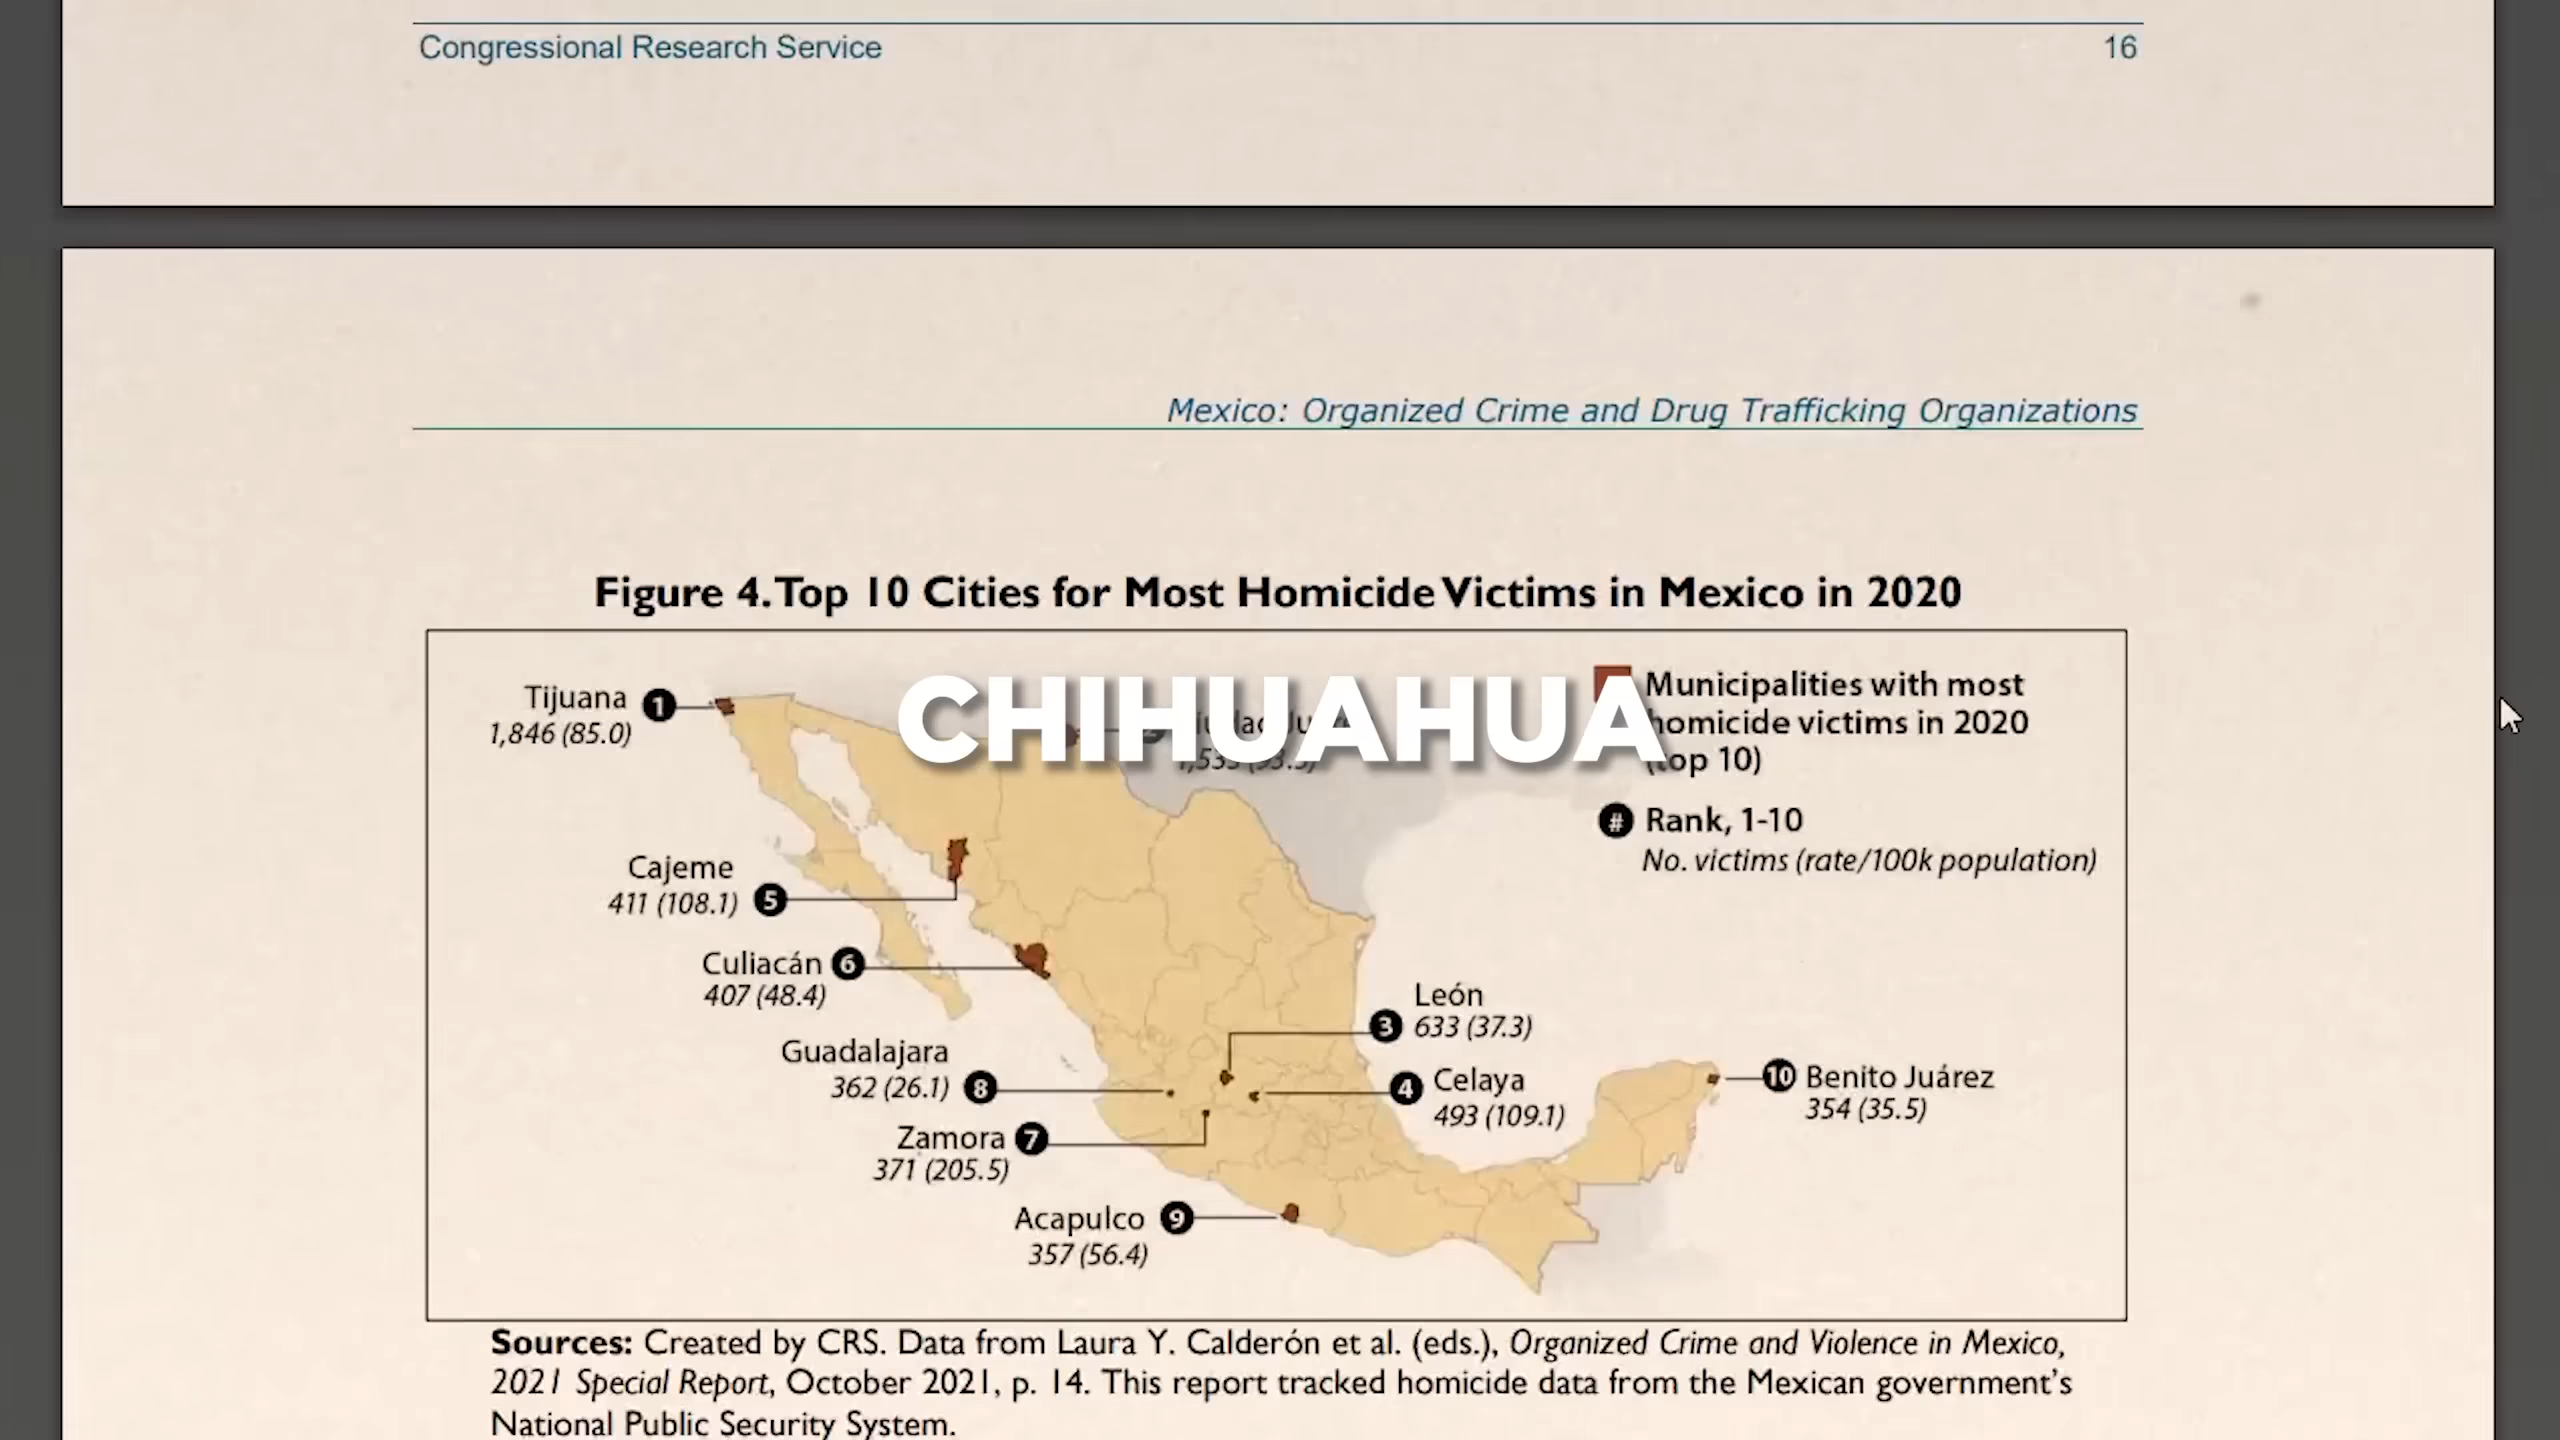 Congressional Research Service 16
Mexico: Organized Crime and Drug Trafficking Organizations
Figure 4. Top 10 Cities for Most Homicide Victims in Mexico in 2020
CHIHUAHUA
Tijuana 1
1,846 (85.0)
Municipalities with most
homicide victims in 2020
(top 10)
# Rank, 1-10
No. victims (rate/100k population)
Cajeme
411 (108.1) 5
Culiacán 6
407 (48.4)
León
3 633 (37.3)
Guadalajara
362 (26.1) 8
4 Celaya
493 (109.1)
10 Benito Juárez
354 (35.5)
Zamora 7
371 (205.5)
Acapulco 9
357 (56.4)
Sources: Created by CRS. Data from Laura Y. Calderón et al. (eds.), Organized Crime and Violence in Mexico,
2021 Special Report, October 2021, p. 14. This report tracked homicide data from the Mexican government's
National Public Security System.